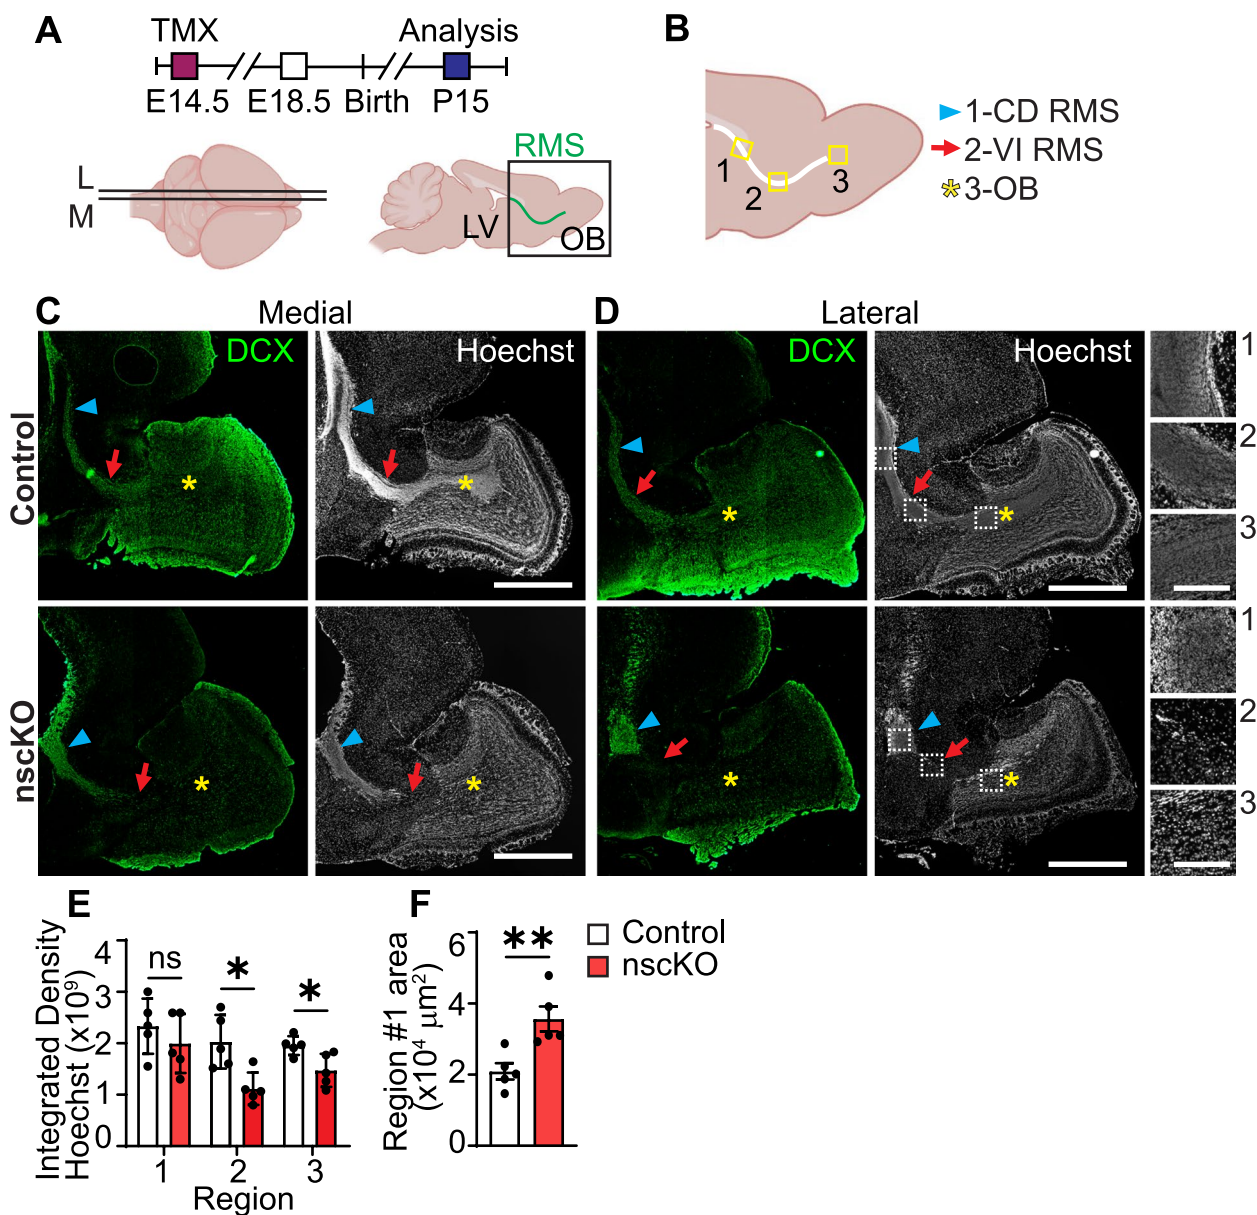 A
TMX
Analysis
E14.5
E18.5
Birth
P15
L
M
RMS
LV
OB
B
1
2
3
1-CD RMS
2-VI RMS
3-OB
C
Medial
D
Lateral
Control
DCX
Hoechst
DCX
Hoechst
1
2
3
nscKO
1
2
3
E
Integrated Density
Hoechst (x10⁹)
4
3
2
1
0
ns
*
*
1
2
3
Region
F
Region #1 area
(x10⁴ μm²)
6
4
2
0
**
Control
nscKO